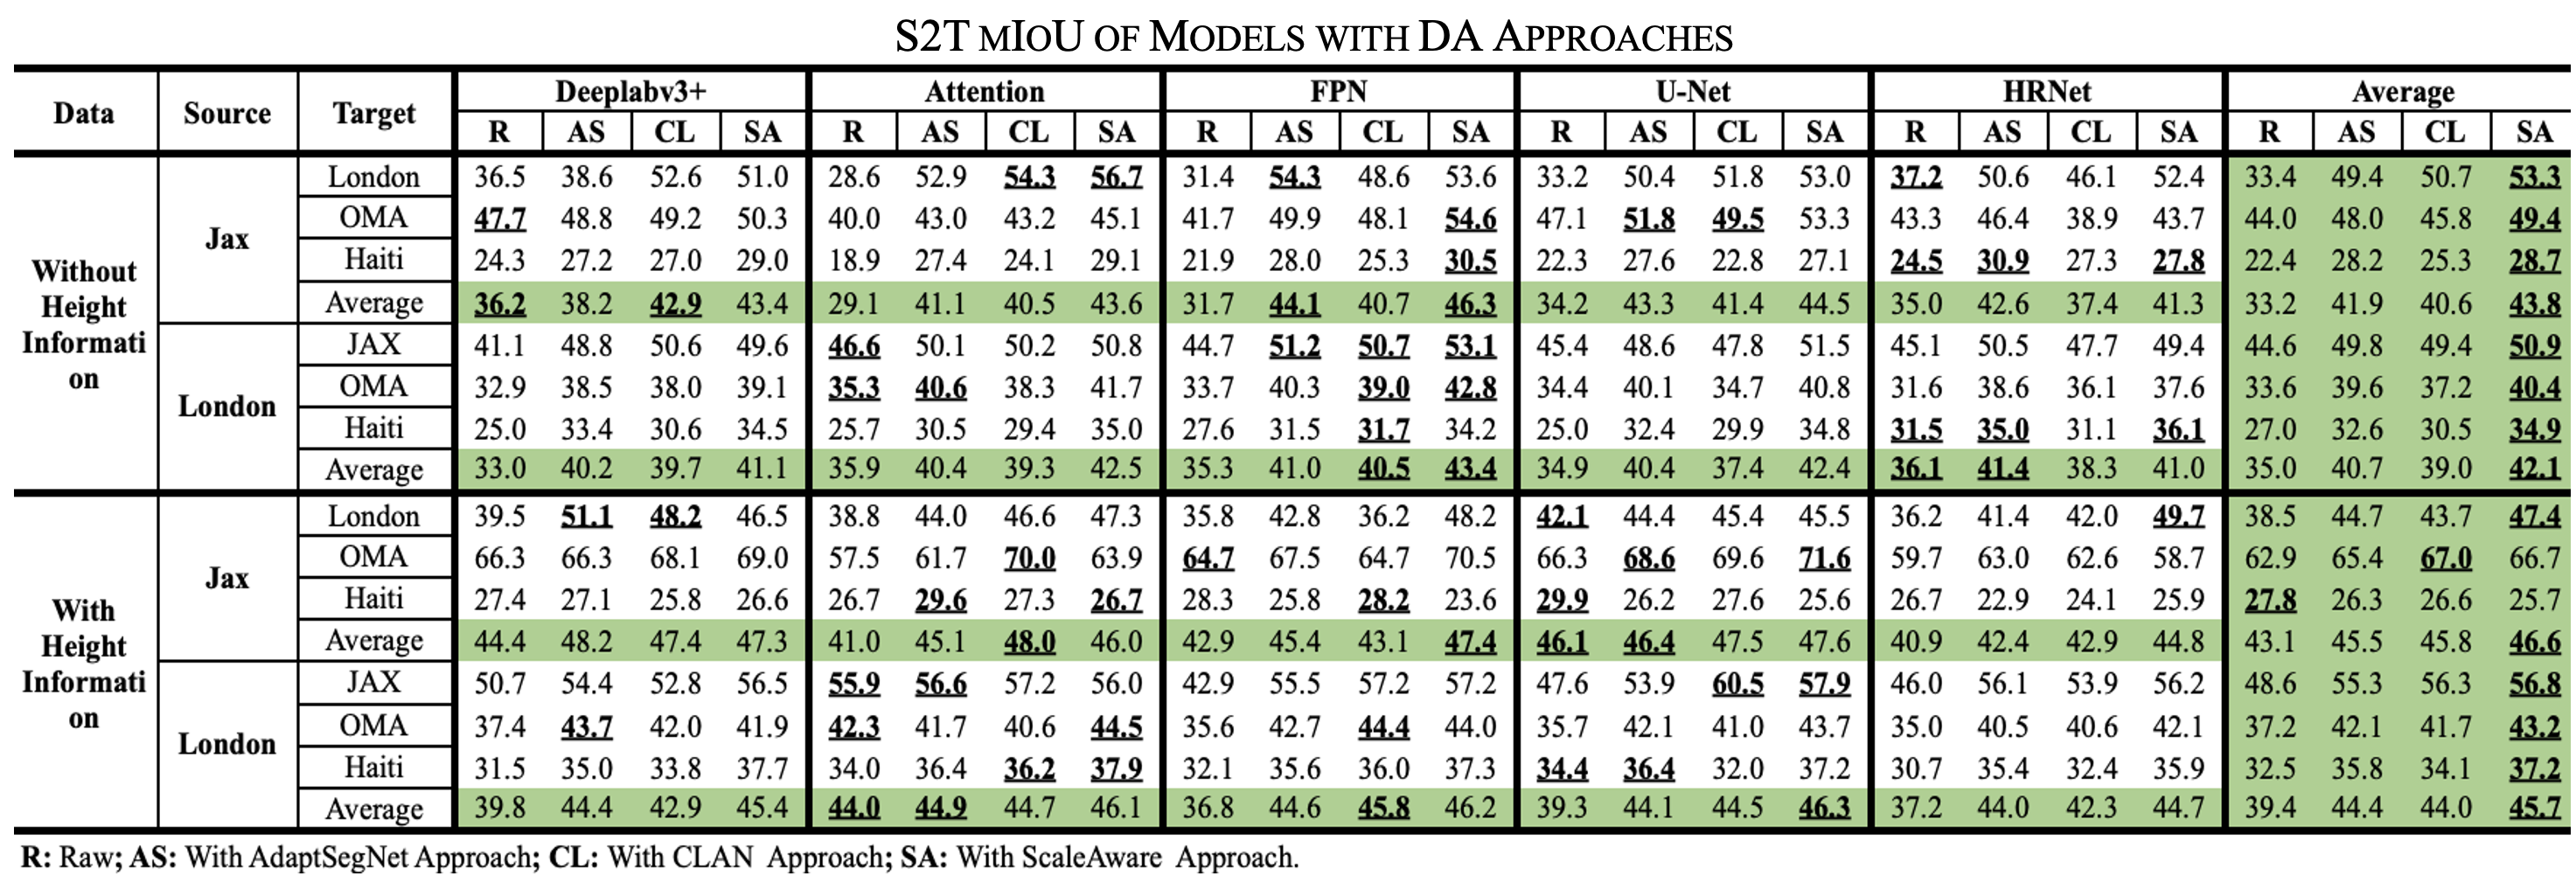 S2T MIOU OF MODELS WITH DA APPROACHES
Data Source Target Deeplabv3+ Attention FPN U-Net HRNet Average
R AS CL SA R AS CL SA R AS CL SA R AS CL SA R AS CL SA R AS CL SA
Without Height Informati on
Jax
London 36.5 38.6 52.6 51.0 28.6 52.9 54.3 56.7 31.4 54.3 48.6 53.6 33.2 50.4 51.8 53.0 37.2 50.6 46.1 52.4 33.4 49.4 50.7 53.3
OMA 47.7 48.8 49.2 50.3 40.0 43.0 43.2 45.1 41.7 49.9 48.1 54.6 47.1 51.8 49.5 53.3 43.3 46.4 38.9 43.7 44.0 48.0 45.8 49.4
Haiti 24.3 27.2 27.0 29.0 18.9 27.4 24.1 29.1 21.9 28.0 25.3 30.5 22.3 27.6 22.8 27.1 24.5 30.9 27.3 27.8 22.4 28.2 25.3 28.7
Average 36.2 38.2 42.9 43.4 29.1 41.1 40.5 43.6 31.7 44.1 40.7 46.3 34.2 43.3 41.4 44.5 35.0 42.6 37.4 41.3 33.2 41.9 40.6 43.8
London
JAX 41.1 48.8 50.6 49.6 46.6 50.1 50.2 50.8 44.7 51.2 50.7 53.1 45.4 48.6 47.8 51.5 45.1 50.5 47.7 49.4 44.6 49.8 49.4 50.9
OMA 32.9 38.5 38.0 39.1 35.3 40.6 38.3 41.7 33.7 40.3 39.0 42.8 34.4 40.1 34.7 40.8 31.6 38.6 36.1 37.6 33.6 39.6 37.2 40.4
Haiti 25.0 33.4 30.6 34.5 25.7 30.5 29.4 35.0 27.6 31.5 31.7 34.2 25.0 32.4 29.9 34.8 31.5 35.0 31.1 36.1 27.0 32.6 30.5 34.9
Average 33.0 40.2 39.7 41.1 35.9 40.4 39.3 42.5 35.3 41.0 40.5 43.4 34.9 40.4 37.4 42.4 36.1 41.4 38.3 41.0 35.0 40.7 39.0 42.1
With Height Informati on
Jax
London 39.5 51.1 48.2 46.5 38.8 44.0 46.6 47.3 35.8 42.8 36.2 48.2 42.1 44.4 45.4 45.5 36.2 41.4 42.0 49.7 38.5 44.7 43.7 47.4
OMA 66.3 66.3 68.1 69.0 57.5 61.7 70.0 63.9 64.7 67.5 64.7 70.5 66.3 68.6 69.6 71.6 59.7 63.0 62.6 58.7 62.9 65.4 67.0 66.7
Haiti 27.4 27.1 25.8 26.6 26.7 29.6 27.3 26.7 28.3 25.8 28.2 23.6 29.9 26.2 27.6 25.6 26.7 22.9 24.1 25.9 27.8 26.3 26.6 25.7
Average 44.4 48.2 47.4 47.3 41.0 45.1 48.0 46.0 42.9 45.4 43.1 47.4 46.1 46.4 47.5 47.6 40.9 42.4 42.9 44.8 43.1 45.5 45.8 46.6
London
JAX 50.7 54.4 52.8 56.5 55.9 56.6 57.2 56.0 42.9 55.5 57.2 57.2 47.6 53.9 60.5 57.9 46.0 56.1 53.9 56.2 48.6 55.3 56.3 56.8
OMA 37.4 43.7 42.0 41.9 42.3 41.7 40.6 44.5 35.6 42.7 44.4 44.0 35.7 42.1 41.0 43.7 35.0 40.5 40.6 42.1 37.2 42.1 41.7 43.2
Haiti 31.5 35.0 33.8 37.7 34.0 36.4 36.2 37.9 32.1 35.6 36.0 37.3 34.4 36.4 32.0 37.2 30.7 35.4 32.4 35.9 32.5 35.8 34.1 37.2
Average 39.8 44.4 42.9 45.4 44.0 44.9 44.7 46.1 36.8 44.6 45.8 46.2 39.3 44.1 44.5 46.3 37.2 44.0 42.3 44.7 39.4 44.4 44.0 45.7
R: Raw; AS: With AdaptSegNet Approach; CL: With CLAN Approach; SA: With ScaleAware Approach.